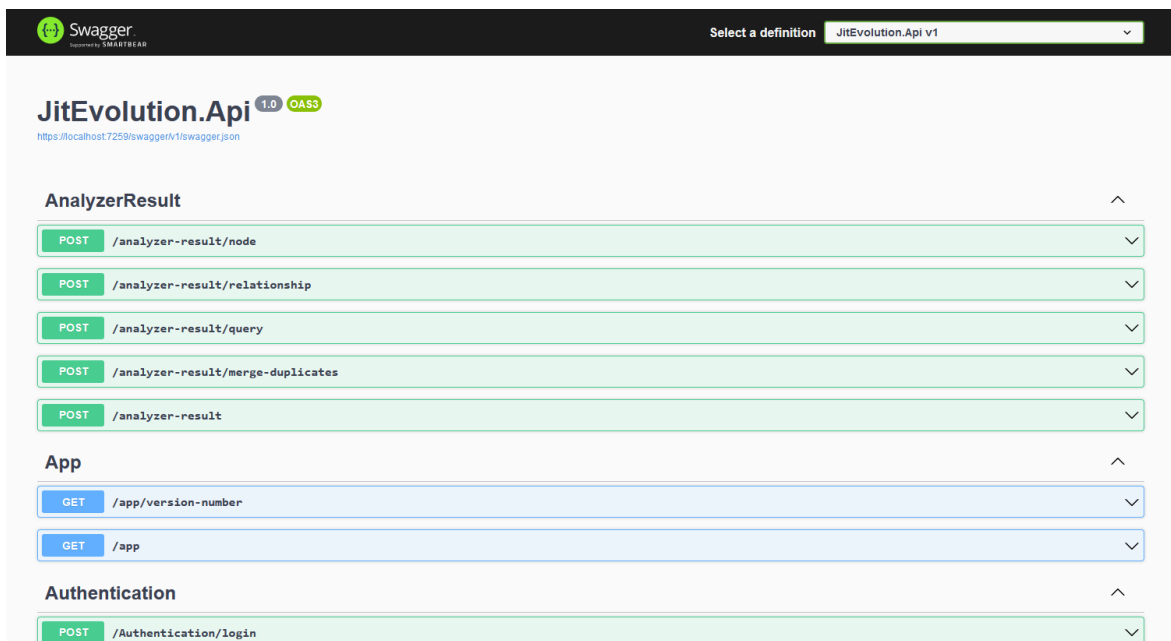 Swagger.
Supported by SMARTBEAR
Select a definition
JitEvolution.Api v1
JitEvolution.Api 1.0 OAS3
https://localhost:7259/swagger/v1/swagger.json
AnalyzerResult
POST /analyzer-result/node
POST /analyzer-result/relationship
POST /analyzer-result/query
POST /analyzer-result/merge-duplicates
POST /analyzer-result
App
GET /app/version-number
GET /app
Authentication
POST /Authentication/login